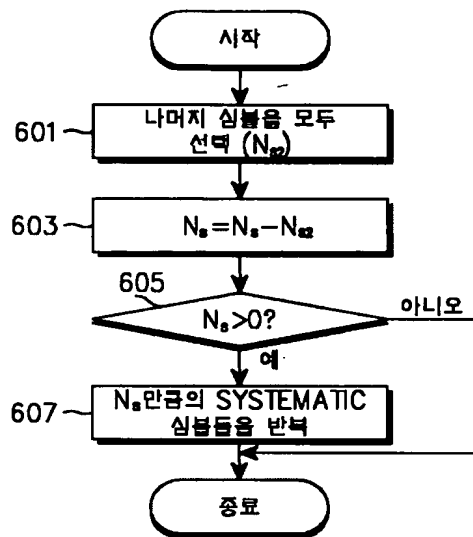 시작
601
나머지 심볼을 모두
선택 (Ns2)
603
Ns=Ns-Ns2
605
Ns>0?
아니오
예
607
Ns만큼의 SYSTEMATIC
심볼들을 반복
종료